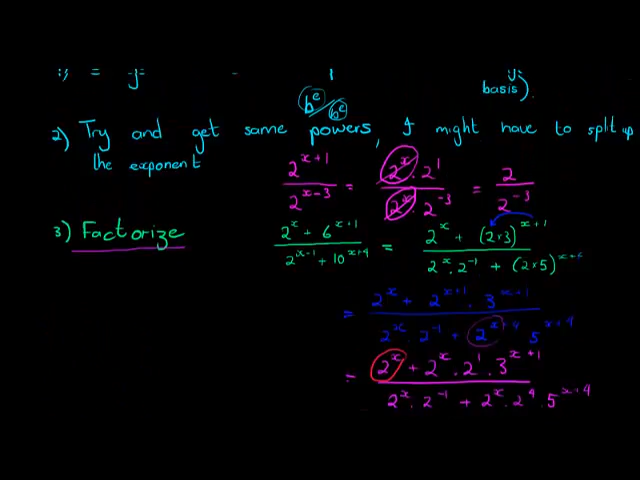 basis).
b^e/b^e
2) Try and get same powers, I might have to split up
the exponent
2^{x+1}/2^{x-3} = 2^x · 2^1/2^x · 2^{-3} = 2/2^{-3}
3) Factorize
2^x + 6^{x+1}/2^{x-1} + 10^{x+4} = 2^x + (2×3)^{x+1}/2^x · 2^{-1} + (2×5)^{x+4}
= 2^x + 2^{x+1} · 3^{x+1}/2^x · 2^{-1} + 2^{x+4} 5^{x+4}
= 2^x + 2^x · 2^1 · 3^{x+1}/2^x · 2^{-1} + 2^x · 2^4 · 5^{x+4}